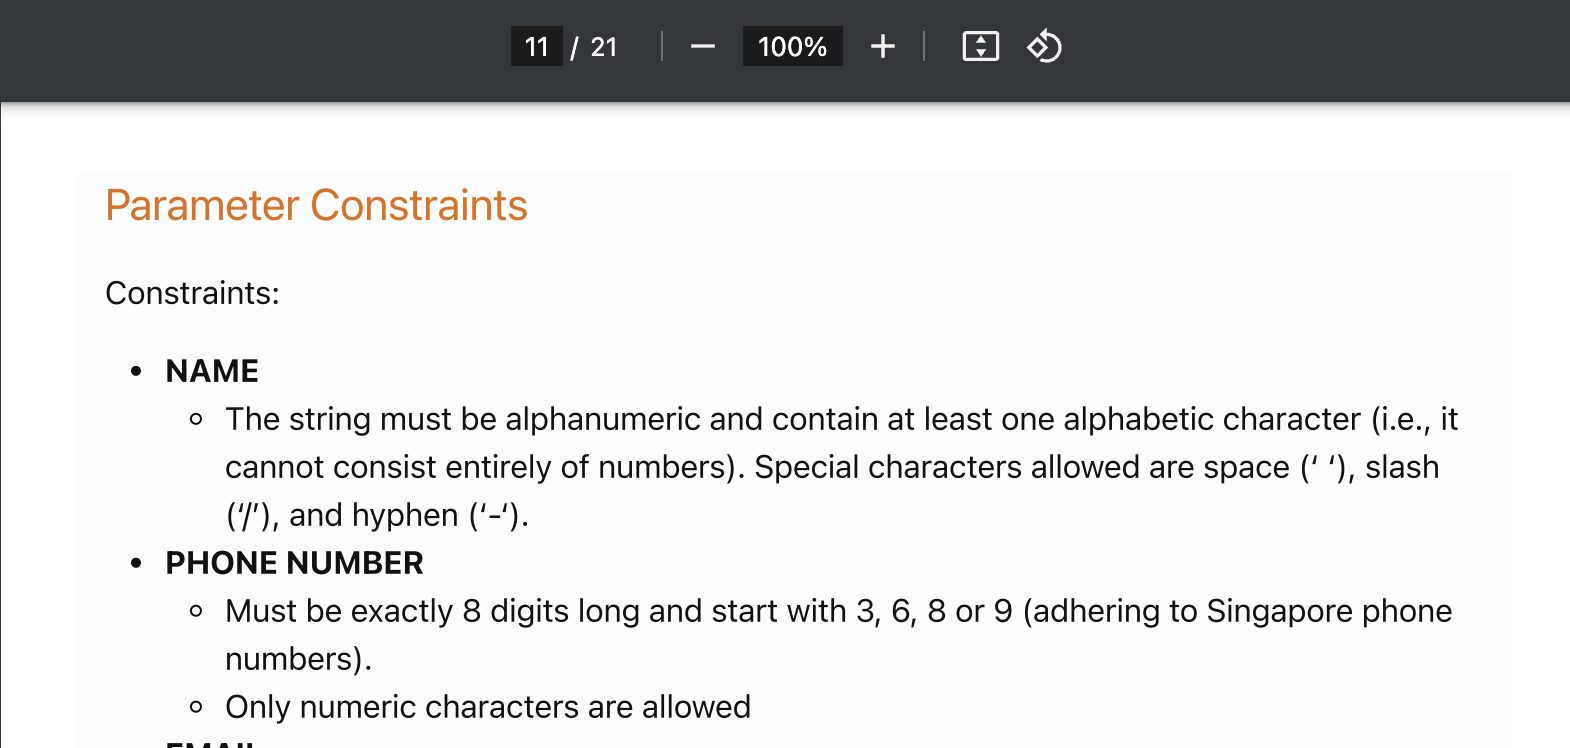 11 / 21 100%
Parameter Constraints
Constraints:
NAME
The string must be alphanumeric and contain at least one alphabetic character (i.e., it
cannot consist entirely of numbers). Special characters allowed are space (‘ ‘), slash
(‘/’), and hyphen (‘-‘).
PHONE NUMBER
Must be exactly 8 digits long and start with 3, 6, 8 or 9 (adhering to Singapore phone
numbers).
Only numeric characters are allowed
EMAIL